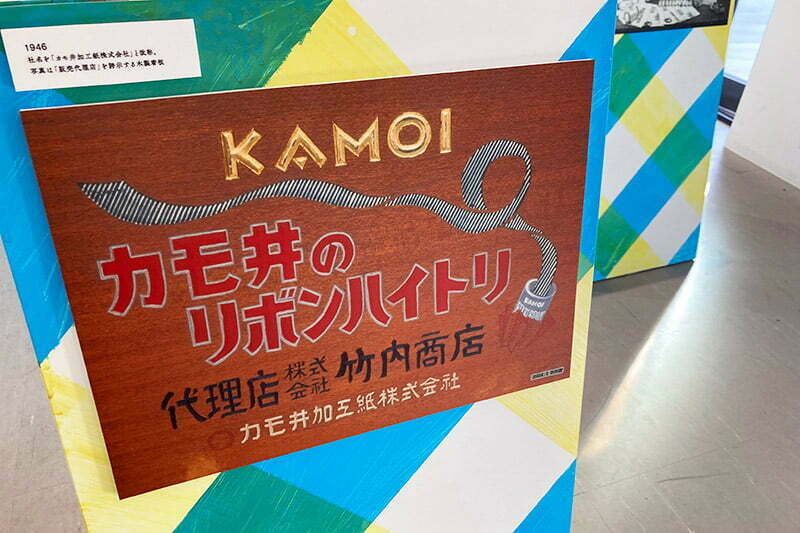 1946
社名を「カモ井加工紙株式会社」と改称。
写真は「販売代理店」を誇示する木製看板
KAMOI
カモ井の
リボンハイトリ
KAMOI
代理店 株式会社 竹内商店
カモ井加工紙株式会社